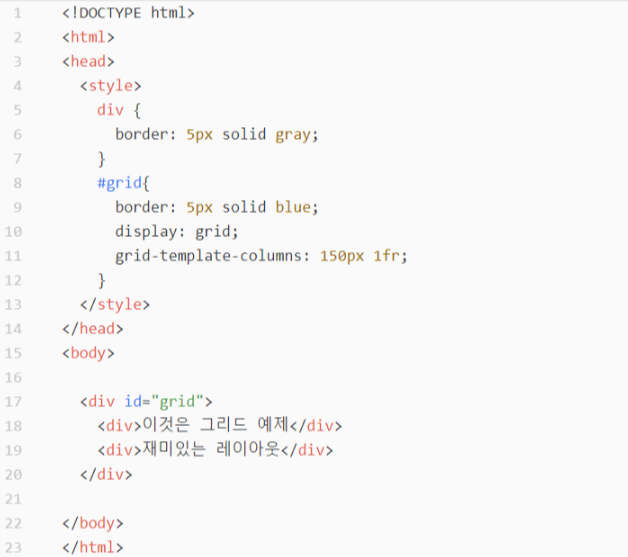 1 <!DOCTYPE html>
2 <html>
3 <head>
4 <style>
5 div {
6 border: 5px solid gray;
7 }
8 #grid{
9 border: 5px solid blue;
10 display: grid;
11 grid-template-columns: 150px 1fr;
12 }
13 </style>
14 </head>
15 <body>
16
17 <div id="grid">
18 <div>이것은 그리드 예제</div>
19 <div>재미있는 레이아웃</div>
20 </div>
21
22 </body>
23 </html>